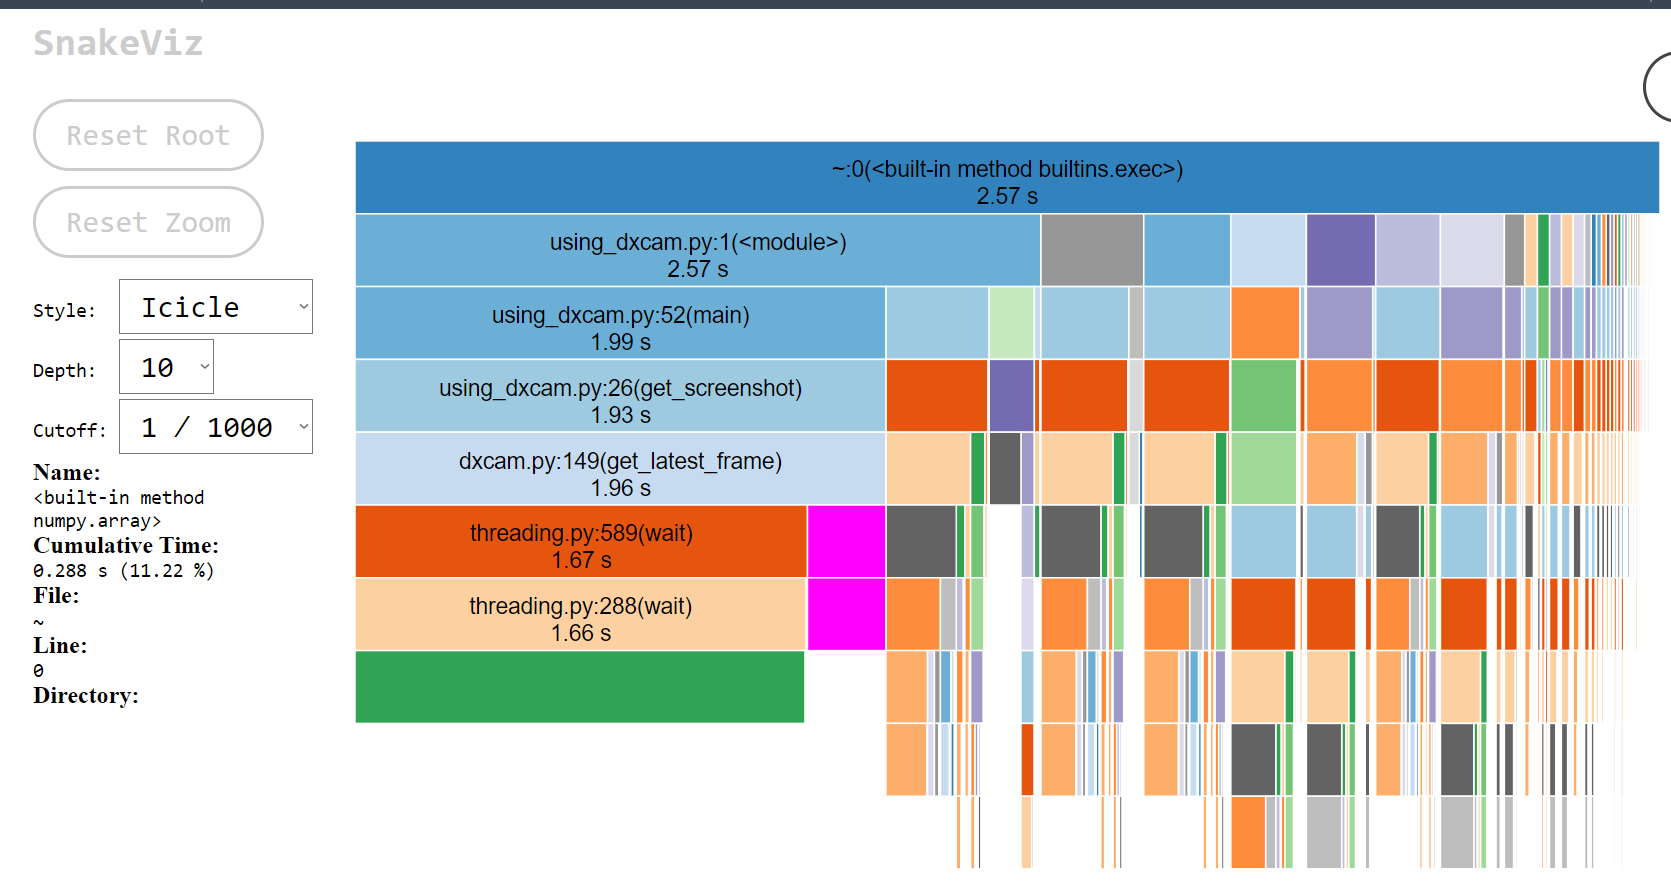 SnakeViz
Reset Root
Reset Zoom
Style:
Icicle
Depth:
10
Cutoff:
1 / 1000
Name:
<built-in method
numpy.array>
Cumulative Time:
0.288 s (11.22 %)
File:
~
Line:
0
Directory:
~:0(<built-in method builtins.exec>)
2.57 s
using_dxcam.py:1(<module>)
2.57 s
using_dxcam.py:52(main)
1.99 s
using_dxcam.py:26(get_screenshot)
1.93 s
dxcam.py:149(get_latest_frame)
1.96 s
threading.py:589(wait)
1.67 s
threading.py:288(wait)
1.66 s